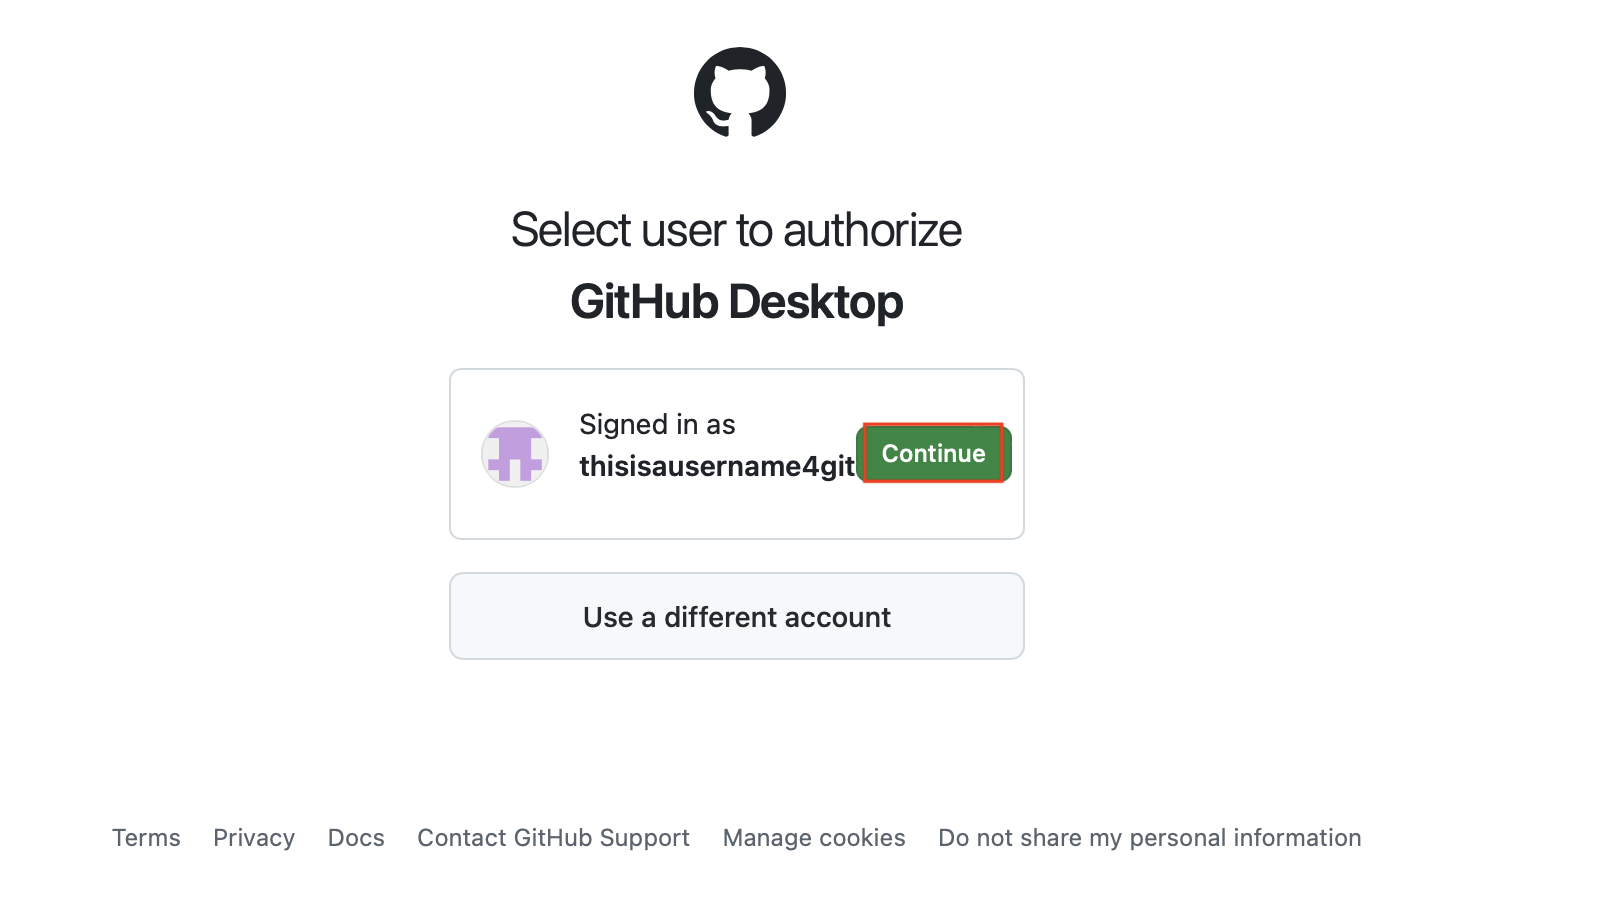 Select user to authorize
GitHub Desktop
Signed in as
thisisausername4git
Continue
Use a different account
Terms Privacy Docs Contact GitHub Support Manage cookies Do not share my personal information